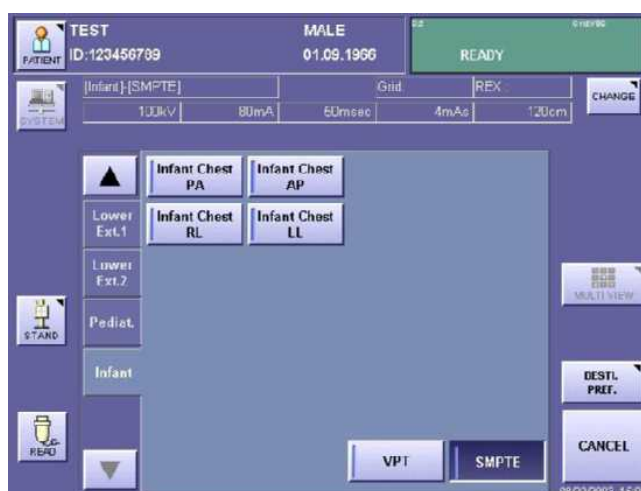 PATIENT
TEST
MALE
ID:123456789
01.09.1966
READY
SYSTEM
[Infant]-[SMPTE]
Grid:
REX :
100kV
80mA
50msec
4mAs
120cm
CHANGE
Lower
Ext.1
Lower
Ext.2
Pediat.
Infant
Infant Chest
PA
Infant Chest
AP
Infant Chest
RL
Infant Chest
LL
STAND
READ
MULTI VIEW
DESTI.
PREF.
VPT
SMPTE
CANCEL